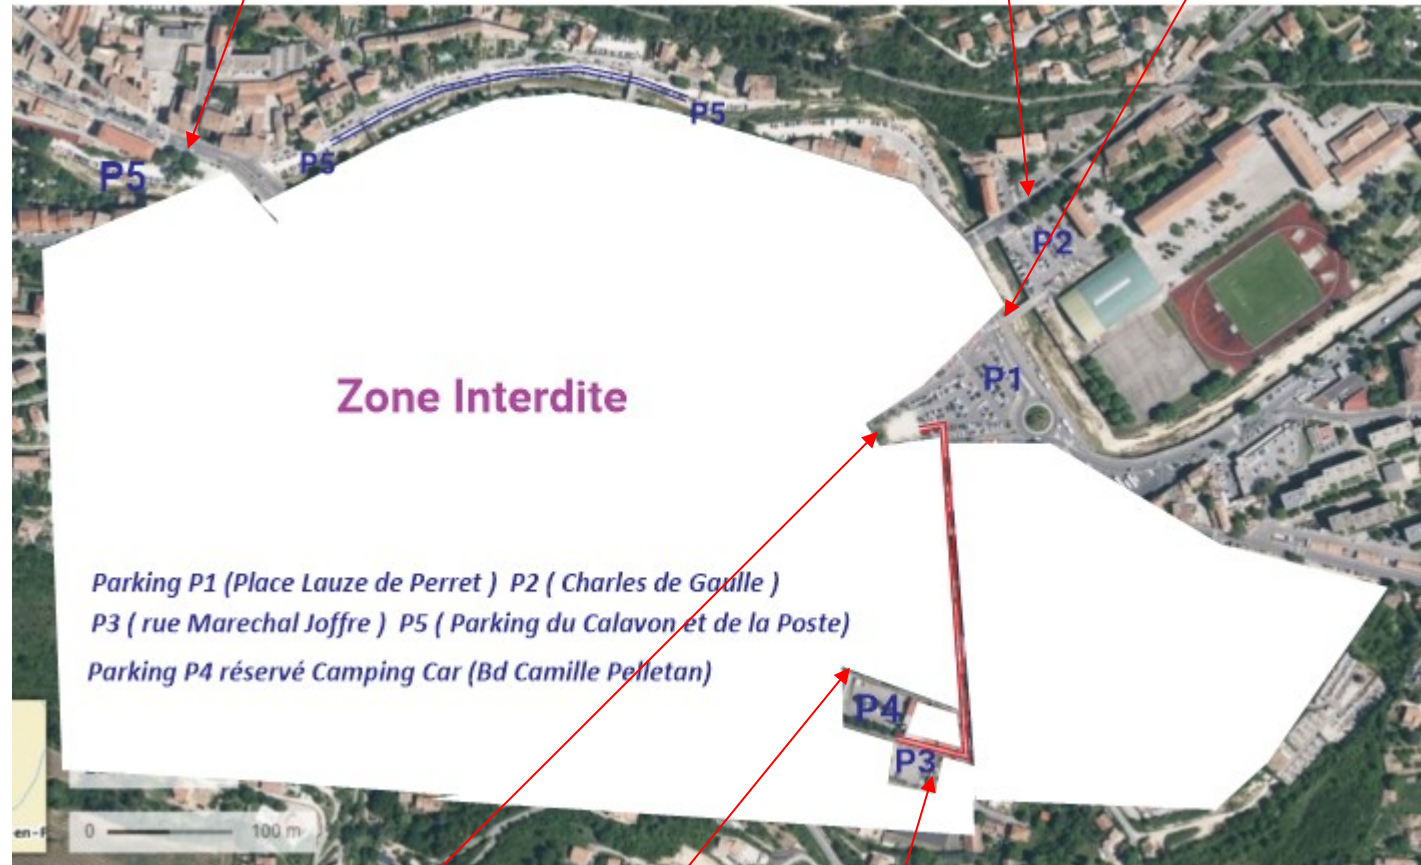 P5
P5
P5
P2
P1
Zone Interdite
Parking P1 (Place Lauze de Perret ) P2 ( Charles de Gaulle )
P3 ( rue Marechal Joffre ) P5 ( Parking du Calavon et de la Poste)
Parking P4 réservé Camping Car (Bd Camille Pelletan)
P4
P3
en-F
0 100 m